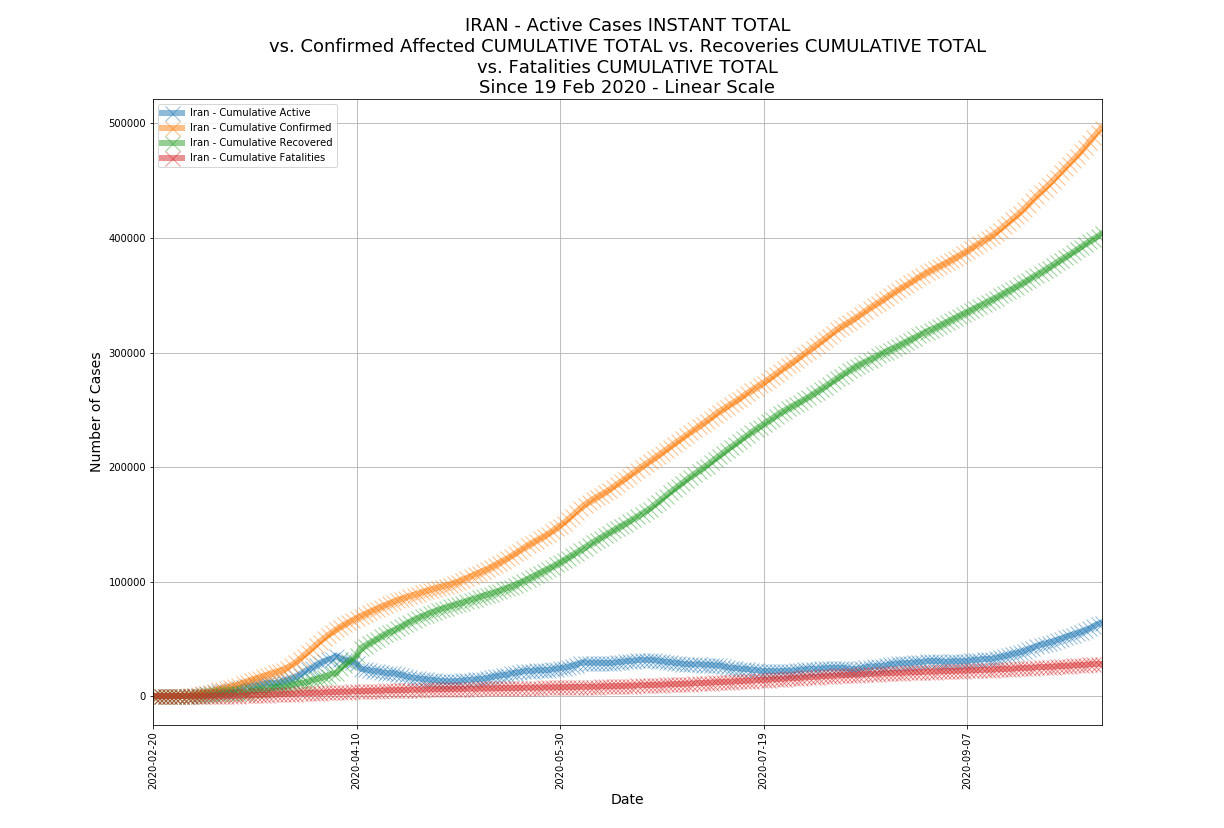 IRAN - Active Cases INSTANT TOTAL
vs. Confirmed Affected CUMULATIVE TOTAL vs. Recoveries CUMULATIVE TOTAL
vs. Fatalities CUMULATIVE TOTAL
Since 19 Feb 2020 - Linear Scale
Iran - Cumulative Active
Iran - Cumulative Confirmed
Iran - Cumulative Recovered
Iran - Cumulative Fatalities
Number of Cases
500000
400000
300000
200000
100000
0
2020-02-20
2020-04-10
2020-05-30
2020-07-19
2020-09-07
Date